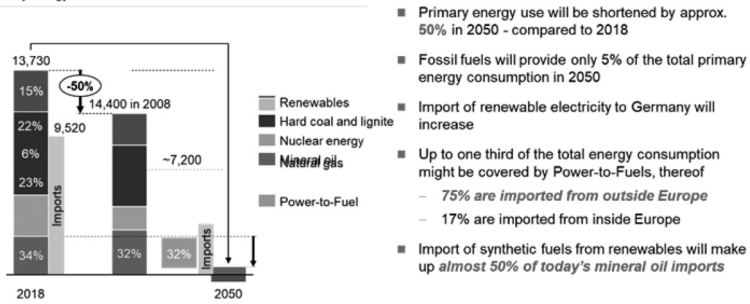 13,730
-50%
14,400 in 2008
15%
22%
9,520
6%
23%
~7,200
Imports
Imports
34%
32%
32%
2018
2050
Renewables
Hard coal and lignite
Nuclear energy
Mineral oil
Natural gas
Power-to-Fuel
■ Primary energy use will be shortened by approx.
50% in 2050 - compared to 2018
■ Fossil fuels will provide only 5% of the total primary
energy consumption in 2050
■ Import of renewable electricity to Germany will
increase
■ Up to one third of the total energy consumption
might be covered by Power-to-Fuels, thereof
– 75% are imported from outside Europe
– 17% are imported from inside Europe
■ Import of synthetic fuels from renewables will make
up almost 50% of today's mineral oil imports